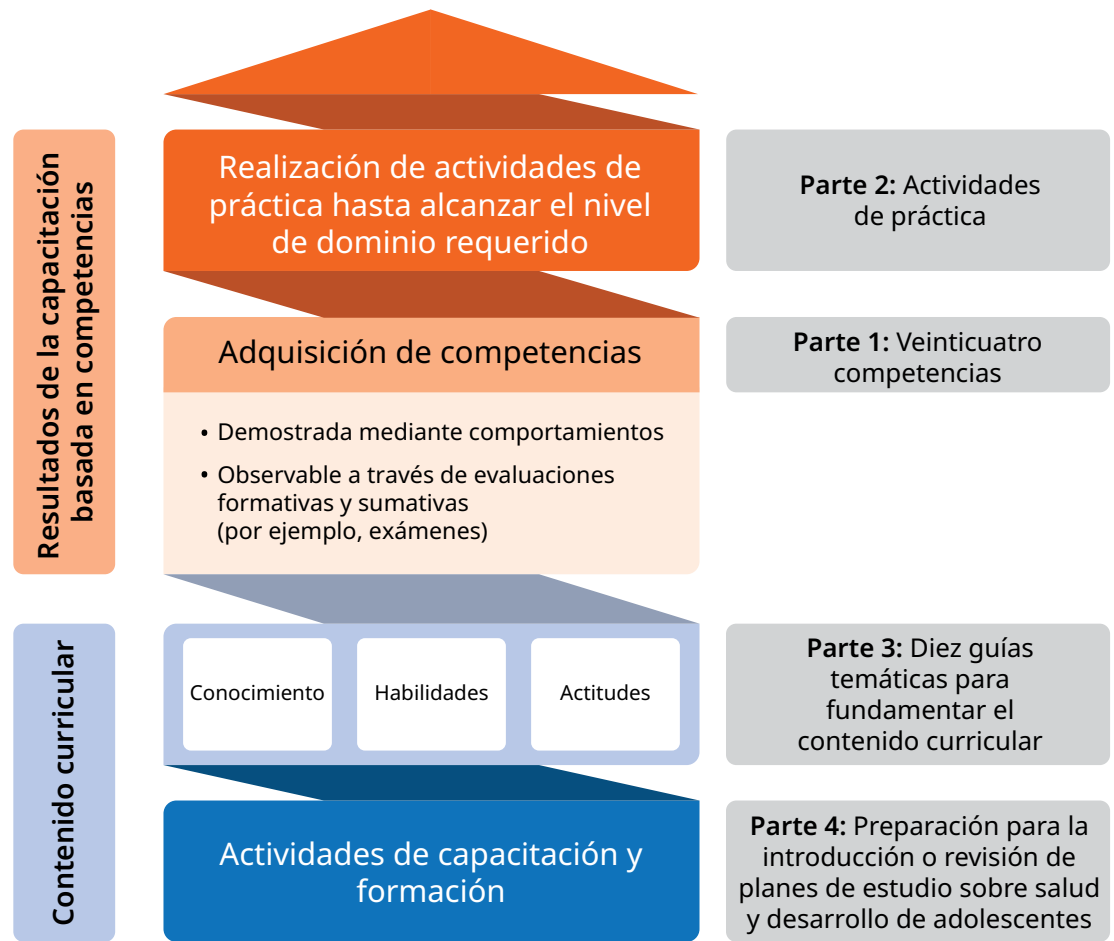 Resultados de la capacitación
basada en competencias
Realización de actividades de
práctica hasta alcanzar el nivel
de dominio requerido
Parte 2: Actividades
de práctica
Adquisición de competencias
Parte 1: Veinticuatro
competencias
• Demostrada mediante comportamientos
• Observable a través de evaluaciones
formativas y sumativas
(por ejemplo, exámenes)
Contenido curricular
Conocimiento
Habilidades
Actitudes
Parte 3: Diez guías
temáticas para
fundamentar el
contenido curricular
Actividades de capacitación y
formación
Parte 4: Preparación para la
introducción o revisión de
planes de estudio sobre salud
y desarrollo de adolescentes